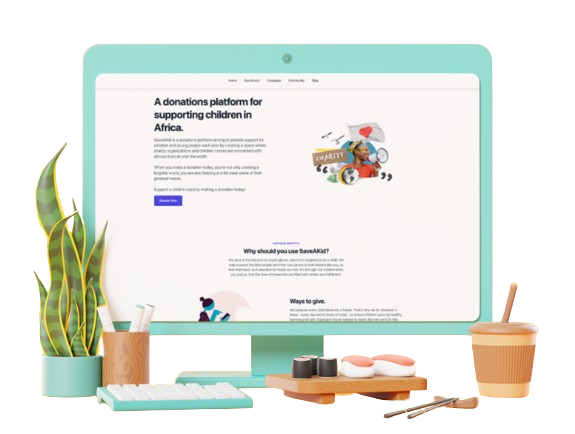 Home Dashboard Campaign Community Blog
A donations platform for
supporting children in
Africa.
SaveAKid is a donations platform aiming to provide support for
children and young people each year by creating a space where
charity organizations and children homes are connected with
donors from all over the world.
When you make a donation today, you're not only creating a
brighter world, you are also helping a child meet some of their
greatest needs.
Support a child in need by making a donation today!
Donate Now
CHARITY
Why should you use SaveAKid?
Ways to give.